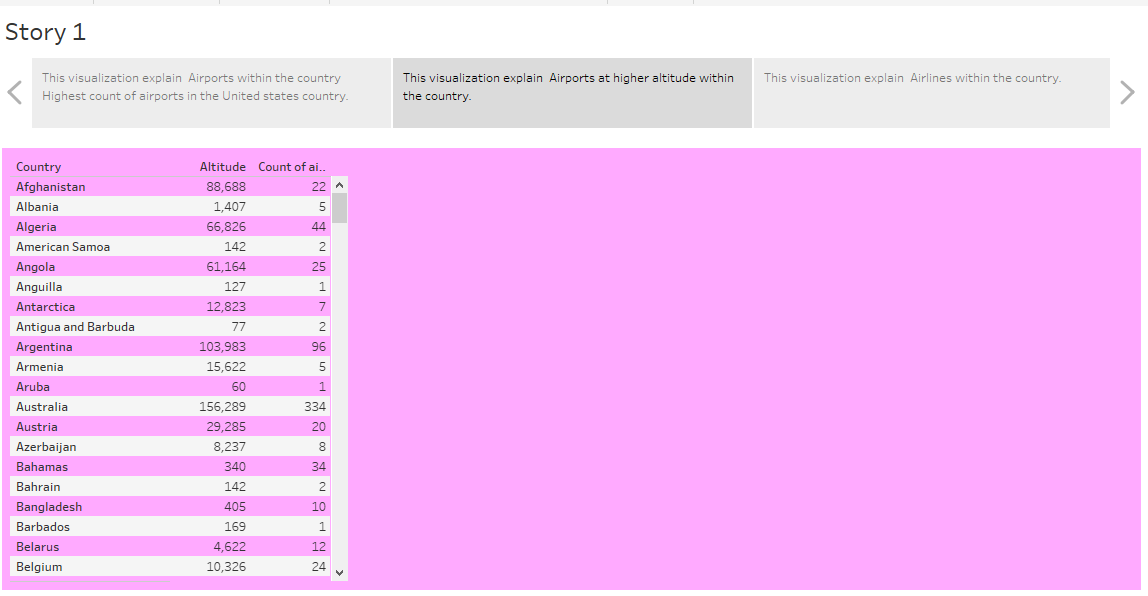 Story 1
This visualization explain Airports within the country
Highest count of airports in the United states country.
This visualization explain Airports at higher altitude within
the country.
This visualization explain Airlines within the country.
Country Altitude Count of ai..
Afghanistan 88,688 22
Albania 1,407 5
Algeria 66,826 44
American Samoa 142 2
Angola 61,164 25
Anguilla 127 1
Antarctica 12,823 7
Antigua and Barbuda 77 2
Argentina 103,983 96
Armenia 15,622 5
Aruba 60 1
Australia 156,289 334
Austria 29,285 20
Azerbaijan 8,237 8
Bahamas 340 34
Bahrain 142 2
Bangladesh 405 10
Barbados 169 1
Belarus 4,622 12
Belgium 10,326 24